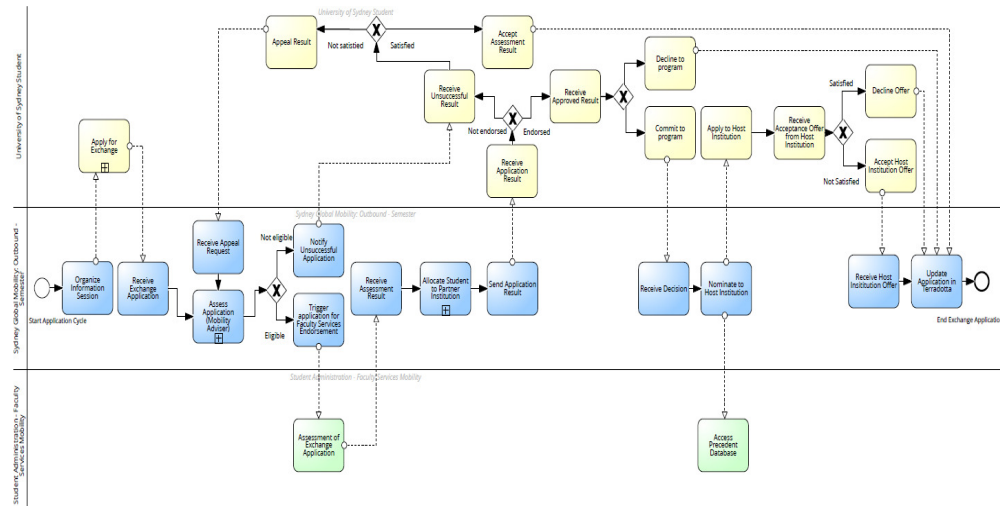 University of Sydney Student
University of Sydney Student
Appeal Result
Not satistied
Satisfied
Accept
Assessment
Result
Decline to
program
Receive
Unsuccessful
Result
Receive
Approved Result
Satisfied
Decline Offer
Apply for
Exchange
Not endorsed
Endorsed
Commit to
program
Apply to Host
Institution
Receive
Acceptance Offer
from Host
Institution
Receive
Application
Result
Accept Host
Institution Offer
Not Satisfied
Sydney Global Mobility: Outbound -
Semester
Sydney Global Mobility: Outbound - Semester
Start Application Cycle
Organize
Information
Session
Receive
Exchange
Application
Receive Appeal
Request
Assess
Application
(Mobility
Adviser)
Not eligible
Eligible
Notify
Unsuccessful
Application
Trigger
application for
Faculty Services
Endorsement
Receive
Assessment
Result
Allocate Student
to Partner
Institution
Send Application
Result
Receive Decision
Nominate to
Host Institution
Receive Host
Insititution Offer
Update
Application in
Terradotta
End Exchange Applicatio
Student Administration - Faculty
Services Mobility
Student Administration - Faculty Services Mobility
Assessment of
Exchange
Application
Access
Precedent
Database